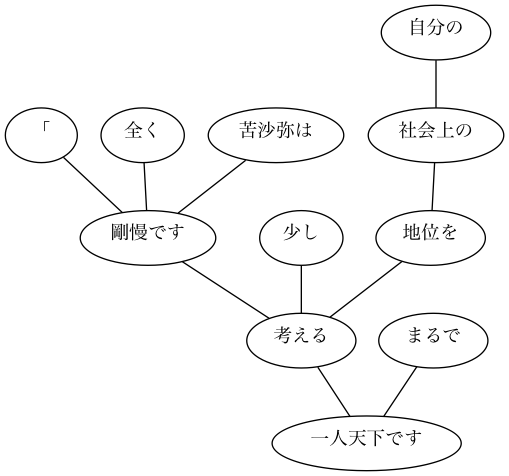 自分の
「
全く
苦沙弥は
社会上の
剛慢です
少し
地位を
考える
まるで
一人天下です